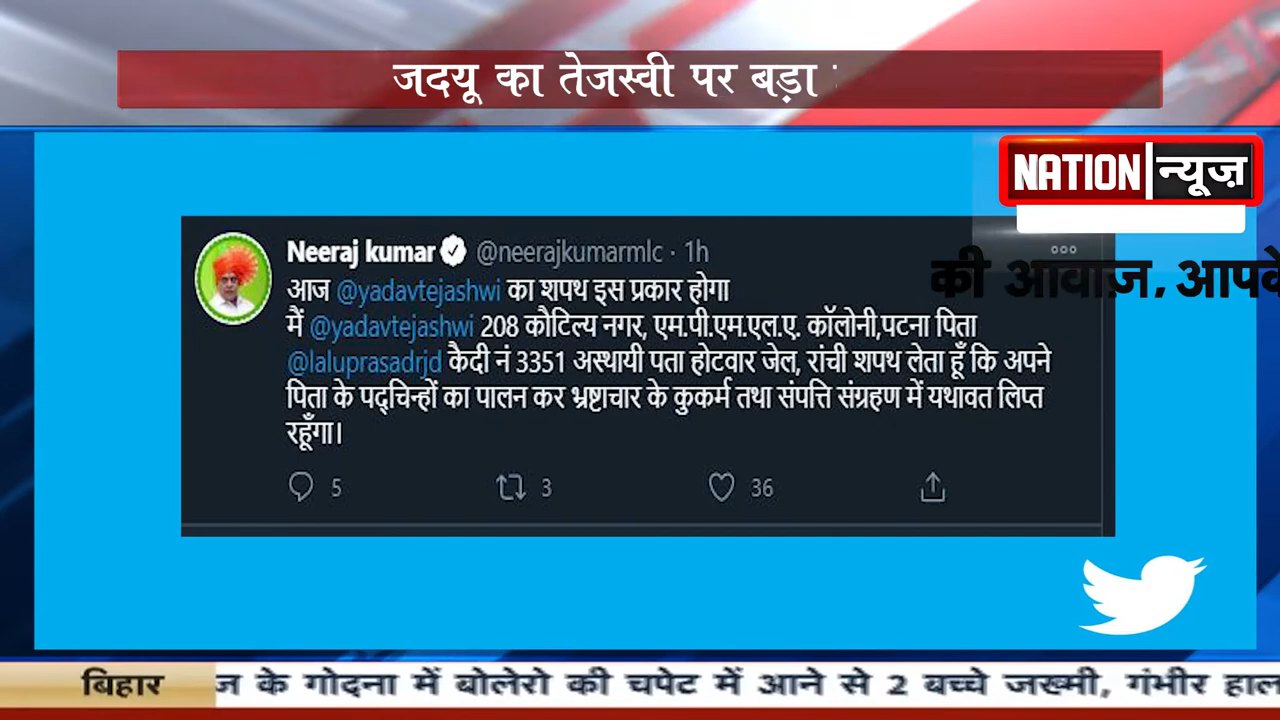 जदयू का तेजस्वी पर बड़ा
NATION न्यूज़
की आवाज़, आपके
Neeraj kumar @neerajkumarmlc · 1h
आज @yadavtejashwi का शपथ इस प्रकार होगा
मैं @yadavtejashwi 208 कौटिल्य नगर, एम.पी.एम.एल.ए. कॉलोनी,पटना पिता
@laluprasadrjd कैदी नं 3351 अस्थायी पता होटवार जेल, रांची शपथ लेता हूँ कि अपने
पिता के पद्चिन्हों का पालन कर भ्रष्टाचार के कुकर्म तथा संपत्ति संग्रहण में यथावत लिप्त
रहूँगा।
5 3 36
बिहार ज के गोदना में बोलेरो की चपेट में आने से 2 बच्चे जख्मी, गंभीर हाल